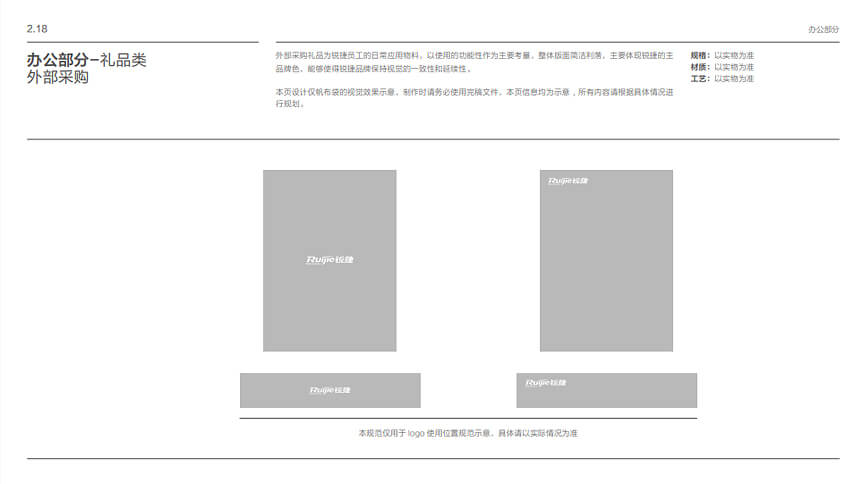 2.18
办公部分
办公部分-礼品类
外部采购
外部采购礼品为锐捷员工的日常应用物料，以使用的功能性作为主要考量。整体版面简洁利落，主要体现锐捷的主
品牌色，能够使得锐捷品牌保持视觉的一致性和延续性。
本页设计仅帆布袋的视觉效果示意，制作时请务必使用完稿文件。本页信息均为示意，所有内容请根据具体情况进
行规划。
规格：以实物为准
材质：以实物为准
工艺：以实物为准
Ruijie锐捷
Ruijie锐捷
Ruijie锐捷
Ruijie锐捷
本规范仅用于 logo 使用位置规范示意，具体请以实际情况为准